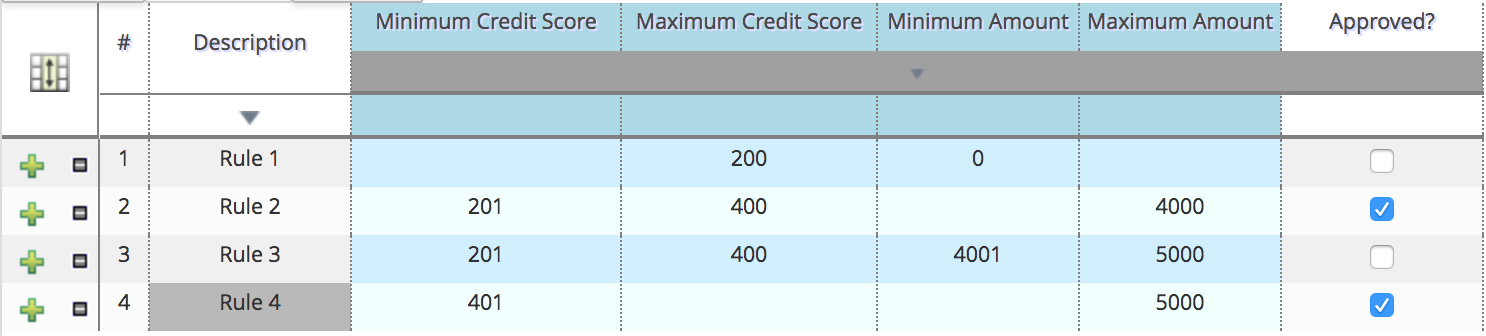 # Description Minimum Credit Score Maximum Credit Score Minimum Amount Maximum Amount Approved?
1 Rule 1 200 0
2 Rule 2 201 400 4000
3 Rule 3 201 400 4001 5000
4 Rule 4 401 5000